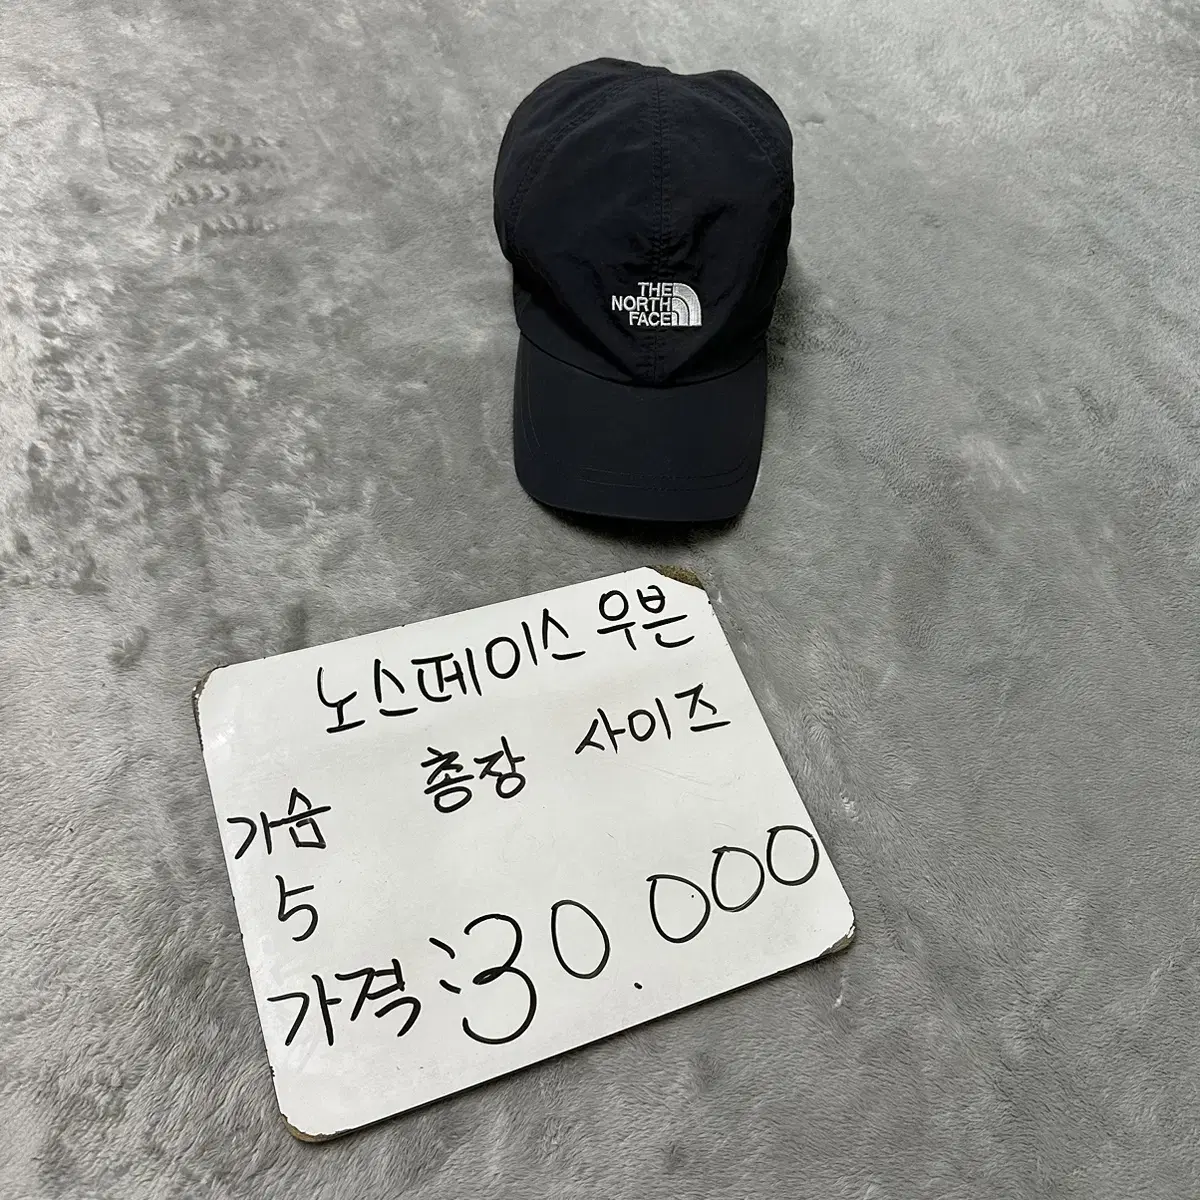 THE
NORTH
FACE
노스페이스 우븐
가슴 총장 사이즈
5
가격:30.000